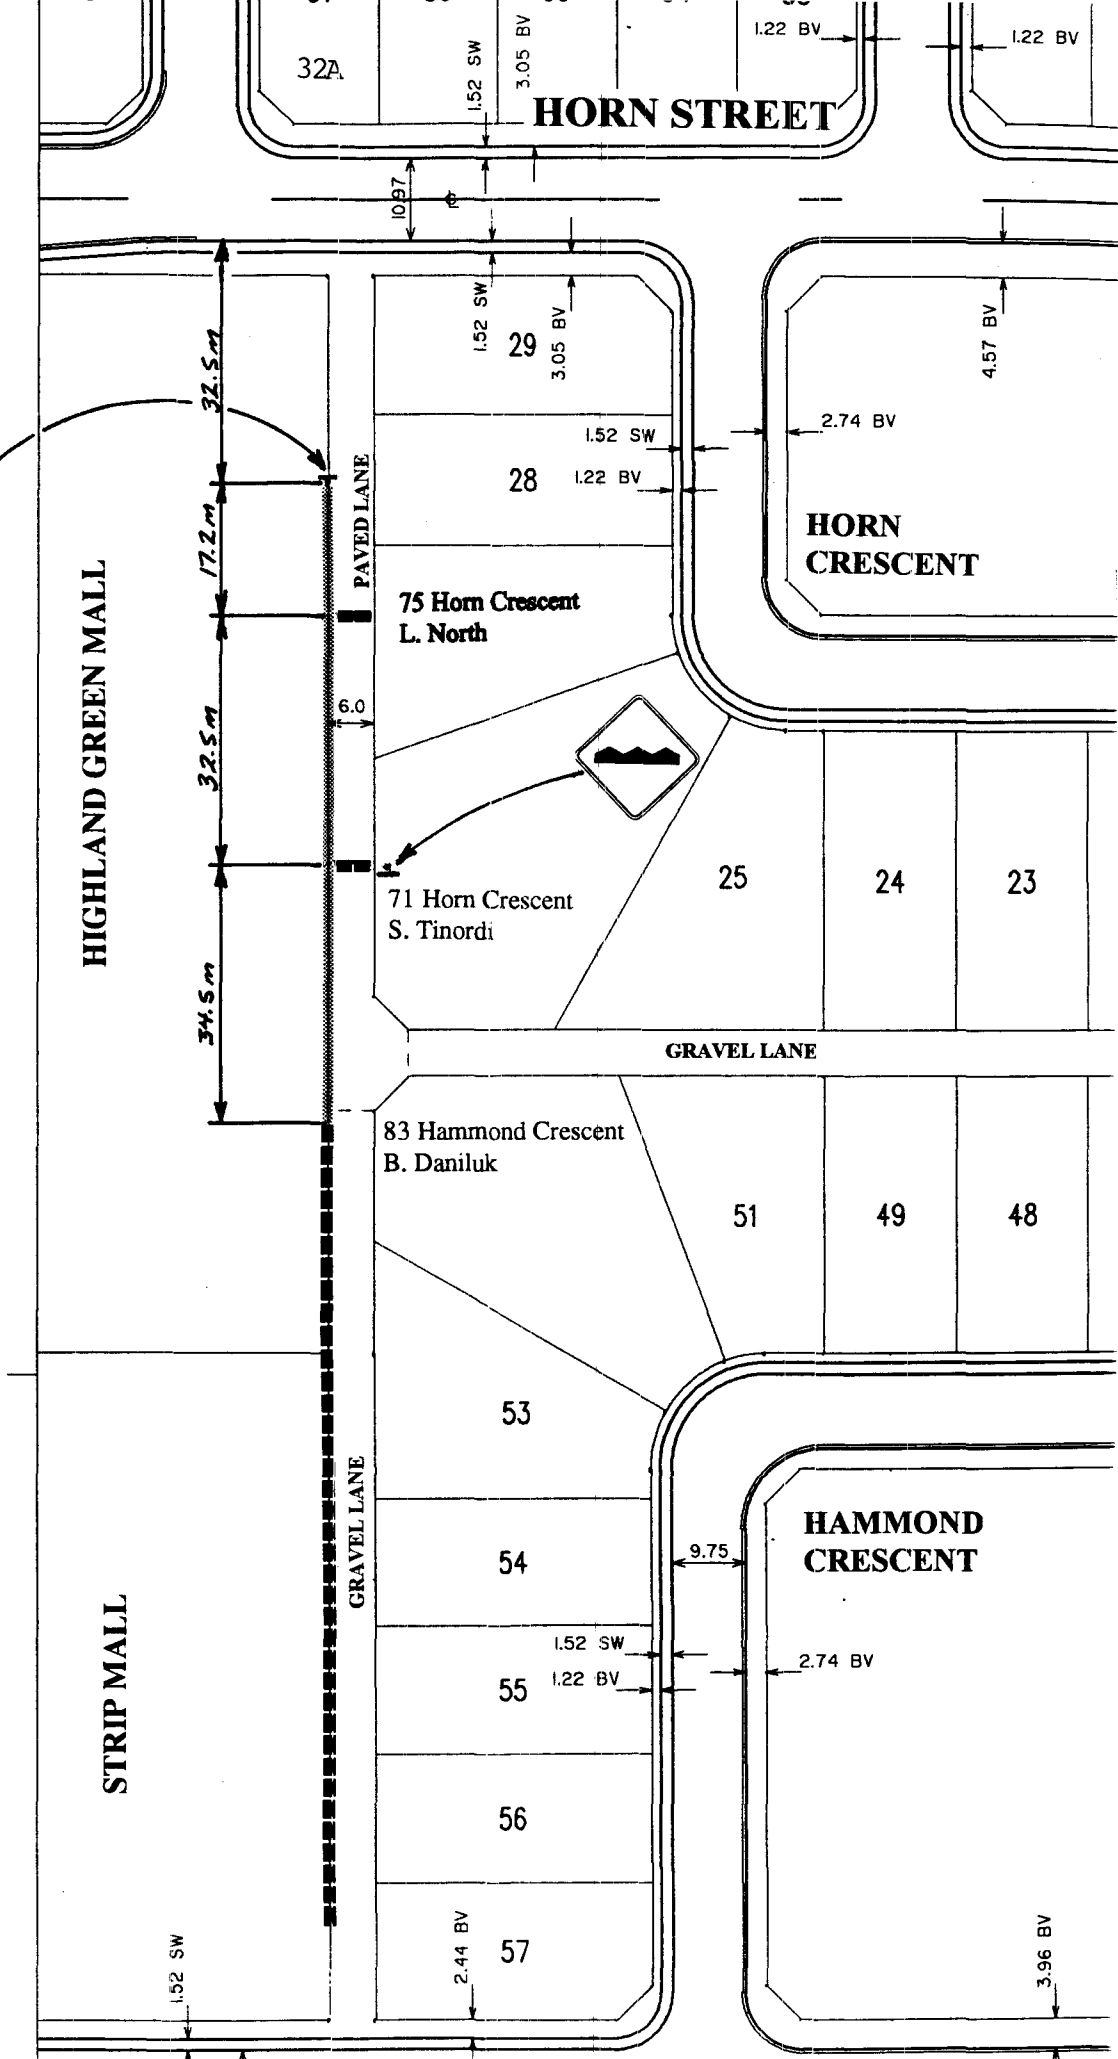 1.22 BV
1.22 BV
32A
1.52 SW
3.05 BV
HORN STREET
10.97
1.52 SW
3.05 BV
29
4.57 BV
32.5m
2.74 BV
1.52 SW
28
1.22 BV
PAVED LANE
17.2m
HORN
CRESCENT
75 Horn Crescent
L. North
HIGHLAND GREEN MALL
6.0
32.5m
25
24
23
71 Horn Crescent
S. Tinordi
34.5m
GRAVEL LANE
83 Hammond Crescent
B. Daniluk
51
49
48
53
GRAVEL LANE
HAMMOND
CRESCENT
54
9.75
1.52 SW
2.74 BV
55
1.22 BV
STRIP MALL
56
57
2.44 BV
1.52 SW
3.96 BV